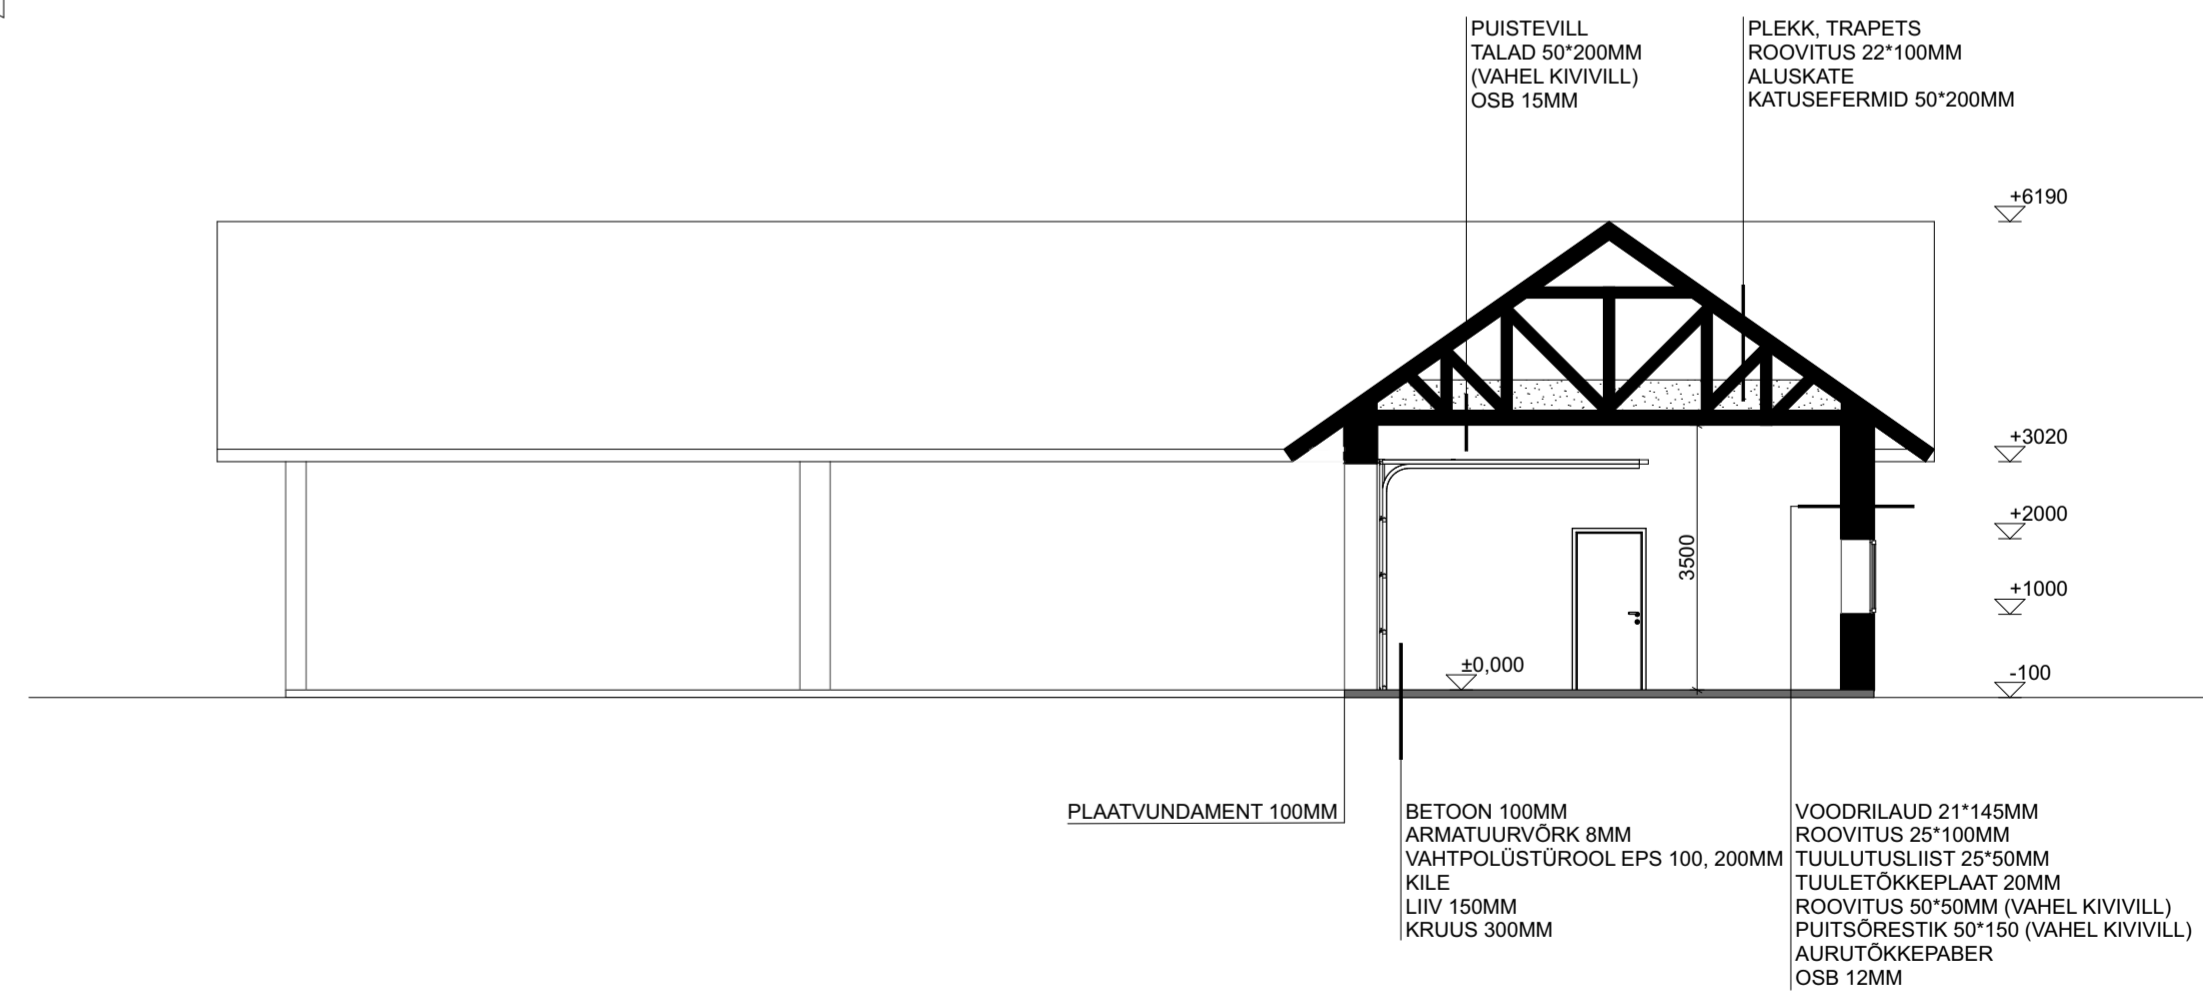 PUISTEVILL
TALAD 50*200MM
(VAHEL KIVIVILL)
OSB 15MM
PLEKK, TRAPETS
ROOVITUS 22*100MM
ALUSKATE
KATUSEFERMID 50*200MM
+6190
+3020
+2000
+1000
-100
3500
±0,000
PLAATVUNDAMENT 100MM
BETOON 100MM
ARMATUURVÕRK 8MM
VAHTPOLÜSTÜROOL EPS 100, 200MM
KILE
LIIV 150MM
KRUUS 300MM
VOODRILAUD 21*145MM
ROOVITUS 25*100MM
TUULUTUSLIIST 25*50MM
TUULETÕKKEPLAAT 20MM
ROOVITUS 50*50MM (VAHEL KIVIVILL)
PUITSÕRESTIK 50*150 (VAHEL KIVIVILL)
AURUTÕKKEPABER
OSB 12MM